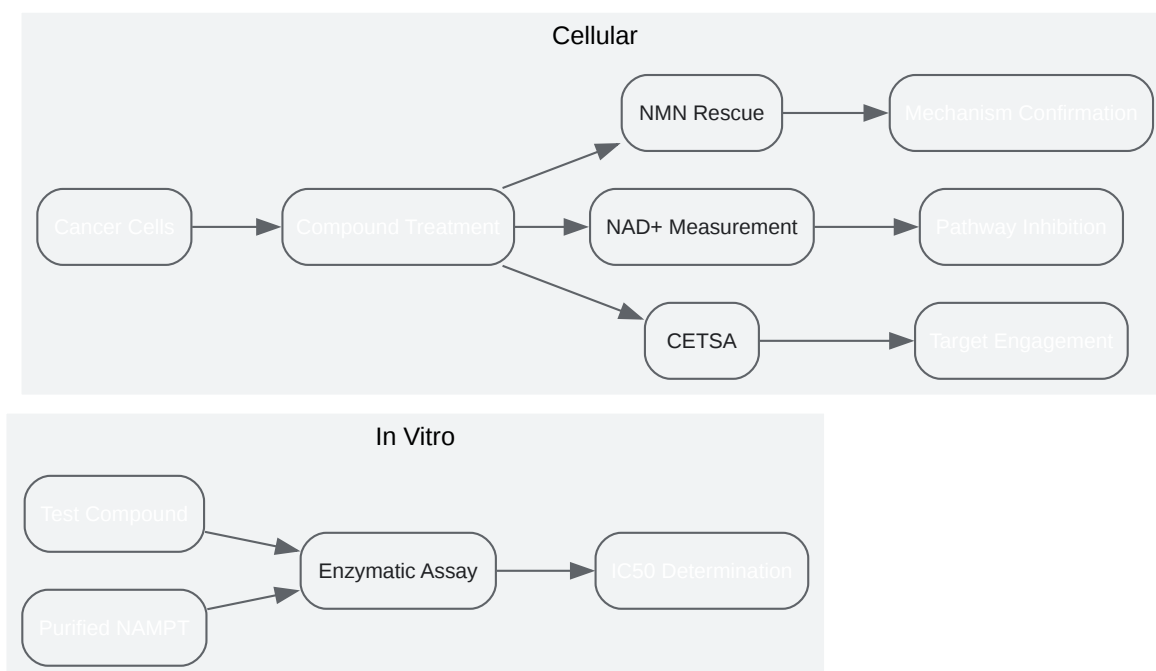 Cellular
NMN Rescue
Mechanism Confirmation
Cancer Cells
Compound Treatment
NAD+ Measurement
Pathway Inhibition
CETSA
Target Engagement
In Vitro
Test Compound
Enzymatic Assay
IC50 Determination
Purified NAMPT